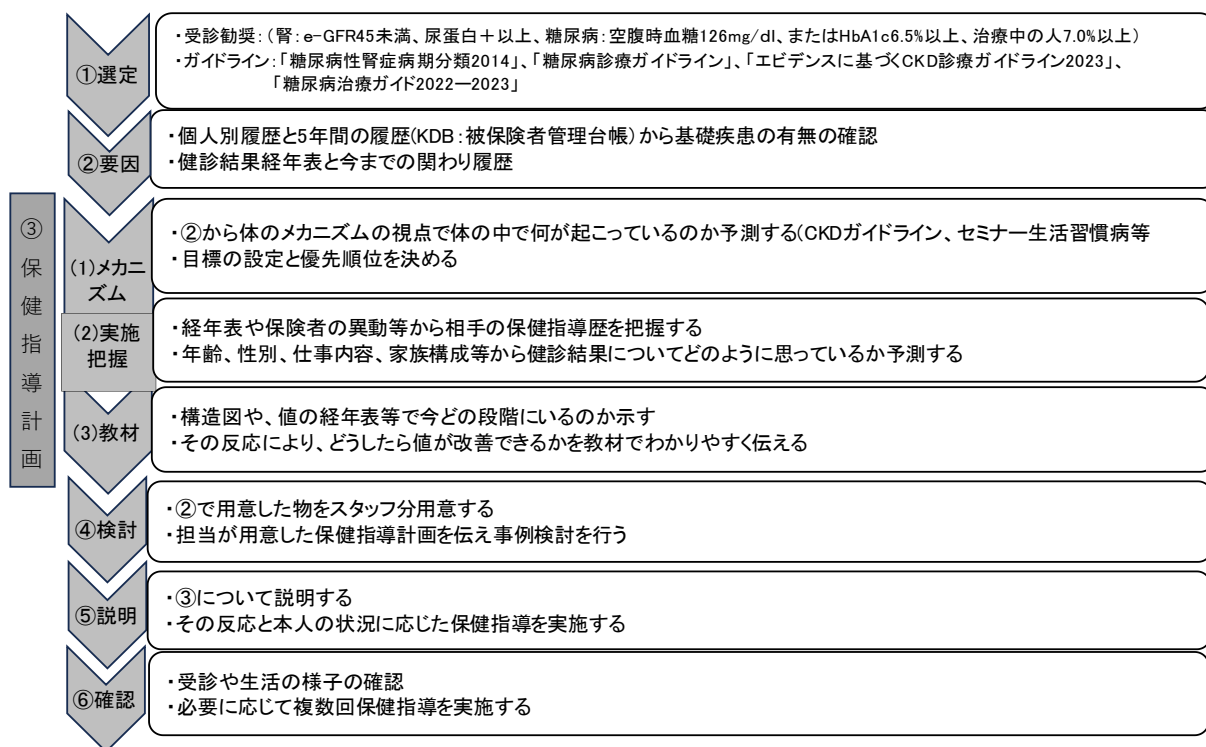 ①選定
・受診勧奨:(腎:e-GFR45未満、尿蛋白+以上、糖尿病:空腹時血糖126mg/dl、またはHbA1c6.5%以上、治療中の人7.0%以上)
・ガイドライン:「糖尿病性腎症病期分類2014」、「糖尿病診療ガイドライン」、「エビデンスに基づくCKD診療ガイドライン2023」、
「糖尿病治療ガイド2022ー2023」
②要因
・個人別履歴と5年間の履歴(KDB:被保険者管理台帳)から基礎疾患の有無の確認
・健診結果経年表と今までの関わり履歴
③保健指導計画
(1)メカニ
ズム
・②から体のメカニズムの視点で体の中で何が起こっているのか予測する(CKDガイドライン、セミナー生活習慣病等
・目標の設定と優先順位を決める
(2)実施
把握
・経年表や保険者の異動等から相手の保健指導歴を把握する
・年齢、性別、仕事内容、家族構成等から健診結果についてどのように思っているか予測する
(3)教材
・構造図や、値の経年表等で今どの段階にいるのか示す
・その反応により、どうしたら値が改善できるかを教材でわかりやすく伝える
④検討
・②で用意した物をスタッフ分用意する
・担当が用意した保健指導計画を伝え事例検討を行う
⑤説明
・③について説明する
・その反応と本人の状況に応じた保健指導を実施する
⑥確認
・受診や生活の様子の確認
・必要に応じて複数回保健指導を実施する